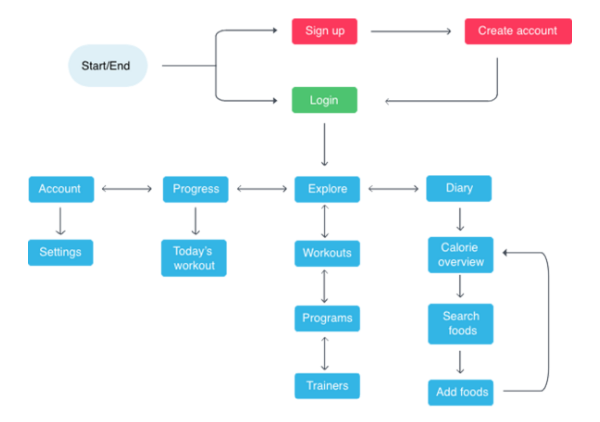 Sign up
Create account
Start/End
Login
Account
Progress
Explore
Diary
Settings
Today's
workout
Workouts
Calorie
overview
Programs
Search
foods
Trainers
Add foods